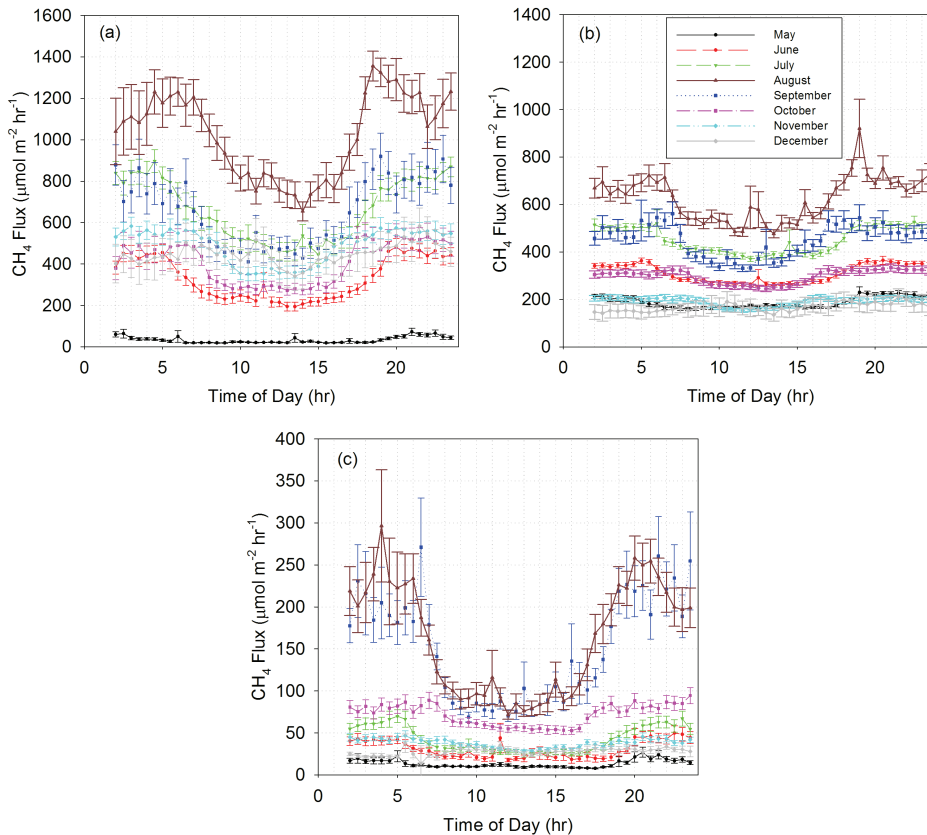 (a)
CH4 Flux (μmol m-2 hr-1)
1600
1400
1200
1000
800
600
400
200
0
0 5 10 15 20
Time of Day (hr)
(b)
CH4 Flux (μmol m-2 hr-1)
1400
1200
1000
800
600
400
200
0
0 5 10 15 20
Time of Day (hr)
May
June
July
August
September
October
November
December
(c)
CH4 Flux (μmol m-2 hr-1)
400
350
300
250
200
150
100
50
0
0 5 10 15 20
Time of Day (hr)